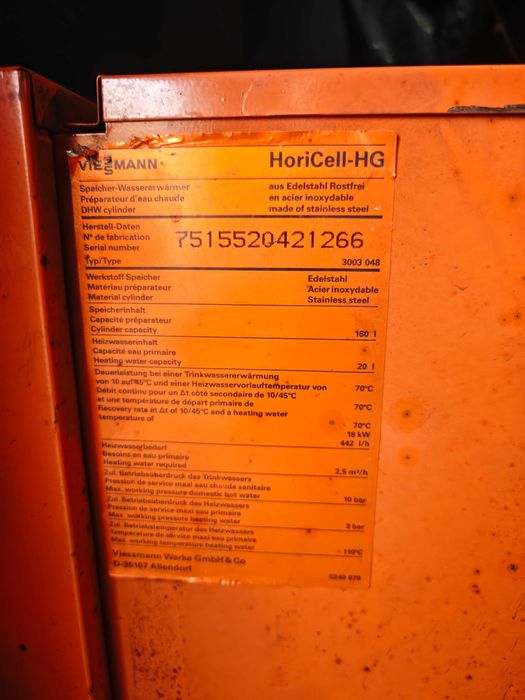 VIESSMANN HoriCell-HG
Speicher-Wassererwärmer aus Edelstahl Rostfrei
Préparateur d'eau chaude en acier inoxydable
DHW cylinder made of stainless steel
Herstell-Daten
N° de fabrication
Serial number 7515520421266
Typ/Type 3003 048
Werkstoff Speicher Edelstahl
Matériau préparateur Acier inoxydable
Material cylinder Stainless steel
Speicherinhalt
Capacité préparateur
Cylinder capacity 160 l
Heizwasserinhalt
Capacité eau primaire
Heating water capacity 20 l
Dauerleistung bei einer Trinkwassererwärmung
von 10 auf 45°C und einer Heizwasservorlauftemperatur von 70°C
Débit continu pour un Δt côté secondaire de 10/45°C
et une température de départ primaire de 70°C
Recovery rate at Δt of 10/45°C and a heating water
temperature of 70°C
18 kW
442 l/h
Heizwasserbedarf
Besoins en eau primaire
Heating water required 2,5 m³/h
Zul. Betriebsüberdruck des Trinkwassers
Pression de service maxi eau chaude sanitaire
Max. working pressure domestic hot water 10 bar
Zul. Betriebsüberdruck des Heizwassers
Pression de service maxi eau primaire
Max. working pressure heating water 3 bar
Zul. Betriebstemperatur des Heizwassers
Température de service maxi eau primaire
Max. working temperature heating water 110°C
Viessmann Werke GmbH & Co
D-35107 Allendorf 5240 679